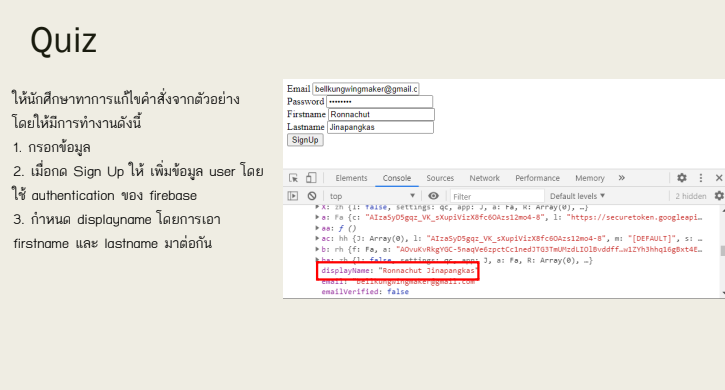 Quiz
ให้นักศึกษาทาการแก้ไขคำสั่งจากตัวอย่าง
โดยให้มีการทำงานดังนี้
1. กรอกข้อมูล
2. เมื่อกด Sign Up ให้ เพิ่มข้อมูล user โดย
ใช้ authentication ของ firebase
3. กำหนด displayname โดยการเอา
firstname และ lastname มาต่อกัน
Email bellkungwingmaker@gmail.c
Password ••••••••
Firstname Ronnachut
Lastname Jinapangkas
SignUp
Elements Console Sources Network Performance Memory »
top Filter Default levels ▼ 2 hidden
X: zh {i: false, settings: qc, app: J, a: Fa, R: Array(0), …}
a: Fa {c: "AIzaSyD5gqz_VK_sXupiVizX8fc6OAzs12mo4-8", l: "https://securetoken.googleapi…
aa: ƒ ()
ac: hh {J: Array(0), l: "AIzaSyD5gqz_VK_sXupiVizX8fc6OAzs12mo4-8", m: "[DEFAULT]", s: …
b: rh {f: Fa, a:
ba: zh {l: false, settings: qc, app: J, a: Fa, R: Array(0), …}
displayName: "Ronnachut Jinapangkas"
email: "bellkungwingmaker@gmail.com"
emailVerified: false